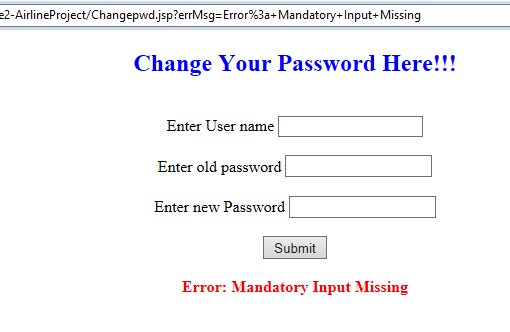 e2-AirlineProject/Changepwd.jsp?errMsg=Error%3a+Mandatory+Input+Missing
Change Your Password Here!!!
Enter User name
Enter old password
Enter new Password
Submit
Error: Mandatory Input Missing